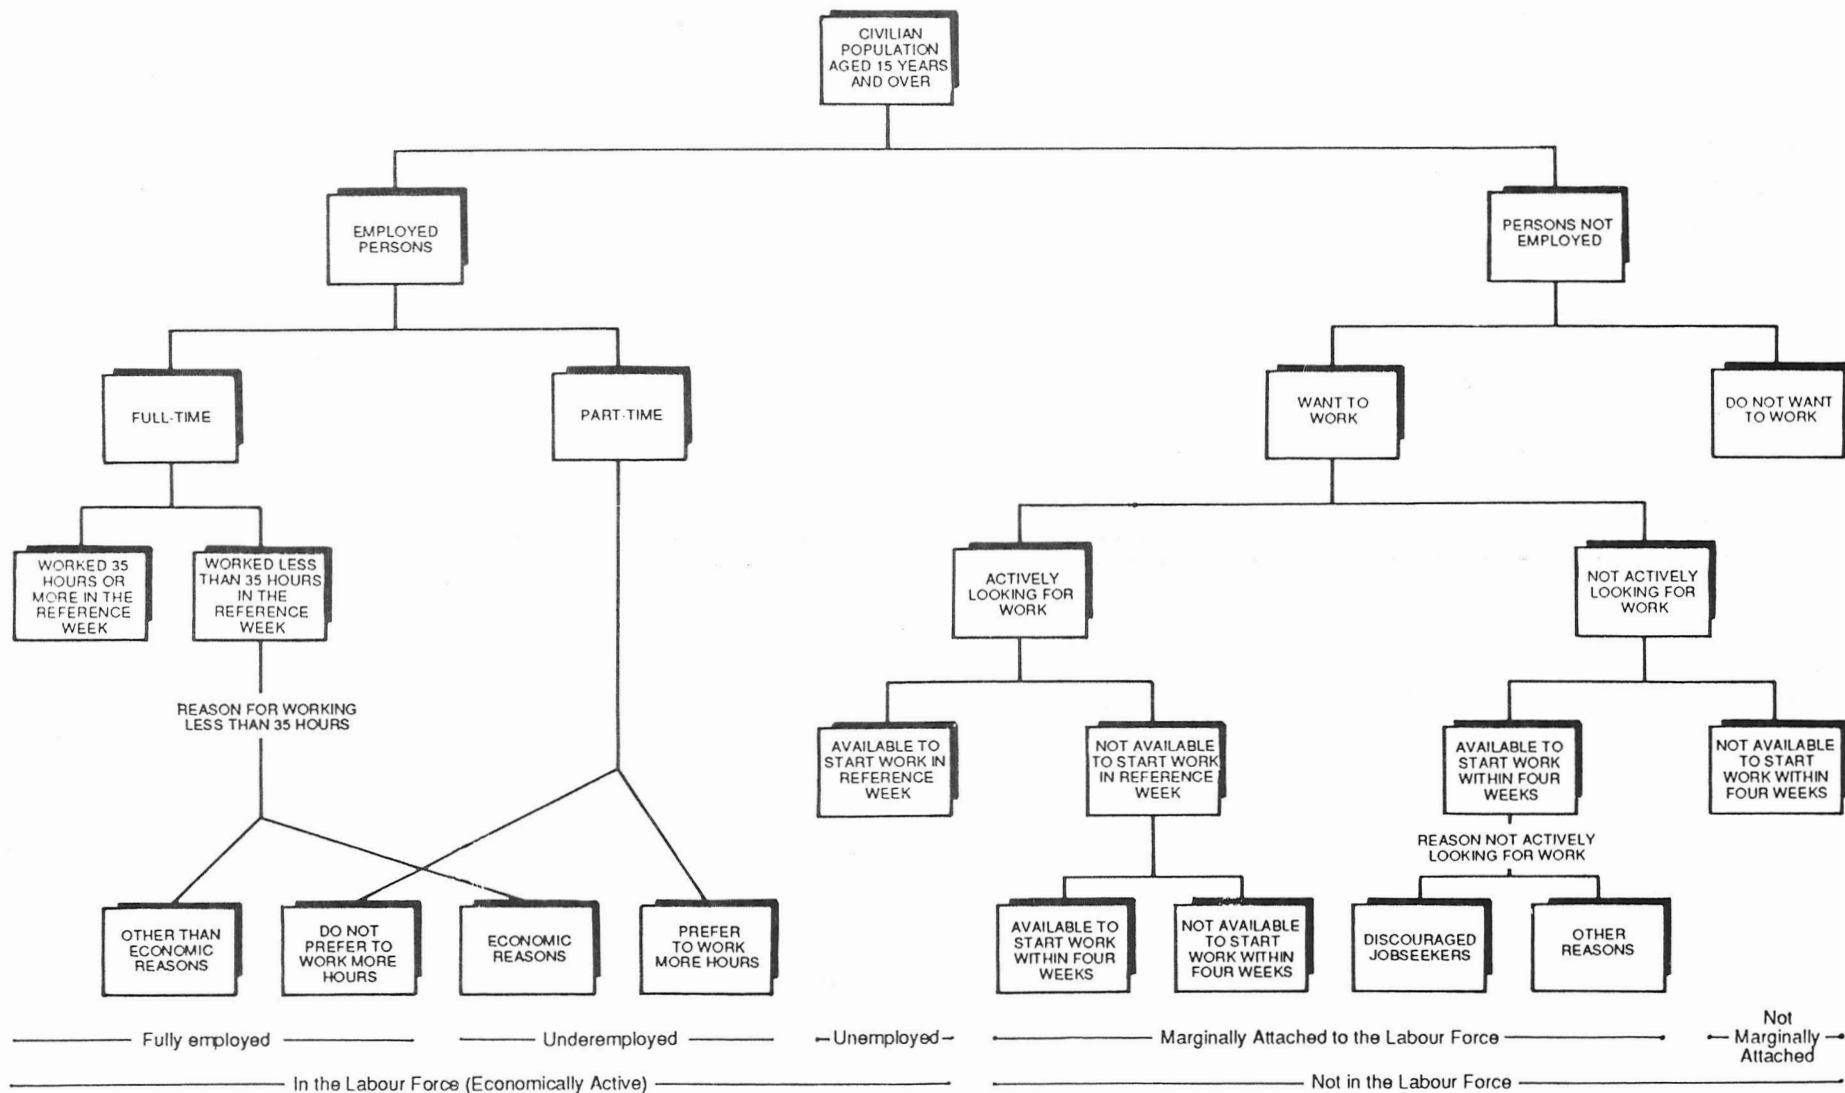 CIVILIAN
POPULATION
AGED 15 YEARS
AND OVER
EMPLOYED
PERSONS
PERSONS NOT
EMPLOYED
FULL-TIME
PART-TIME
WANT TO
WORK
DO NOT WANT
TO WORK
WORKED 35
HOURS OR
MORE IN THE
REFERENCE
WEEK
WORKED LESS
THAN 35 HOURS
IN THE
REFERENCE
WEEK
ACTIVELY
LOOKING FOR
WORK
NOT ACTIVELY
LOOKING FOR
WORK
REASON FOR WORKING
LESS THAN 35 HOURS
AVAILABLE TO
START WORK IN
REFERENCE
WEEK
NOT AVAILABLE
TO START WORK
IN REFERENCE
WEEK
AVAILABLE TO
START WORK
WITHIN FOUR
WEEKS
NOT AVAILABLE
TO START
WORK WITHIN
FOUR WEEKS
REASON NOT ACTIVELY
LOOKING FOR WORK
OTHER THAN
ECONOMIC
REASONS
DO NOT
PREFER TO
WORK MORE
HOURS
ECONOMIC
REASONS
PREFER
TO WORK
MORE HOURS
AVAILABLE TO
START WORK
WITHIN FOUR
WEEKS
NOT AVAILABLE
TO START
WORK WITHIN
FOUR WEEKS
DISCOURAGED
JOBSEEKERS
OTHER
REASONS
Fully employed
Underemployed
Unemployed
Marginally Attached to the Labour Force
Not
Marginally
Attached
In the Labour Force (Economically Active)
Not in the Labour Force